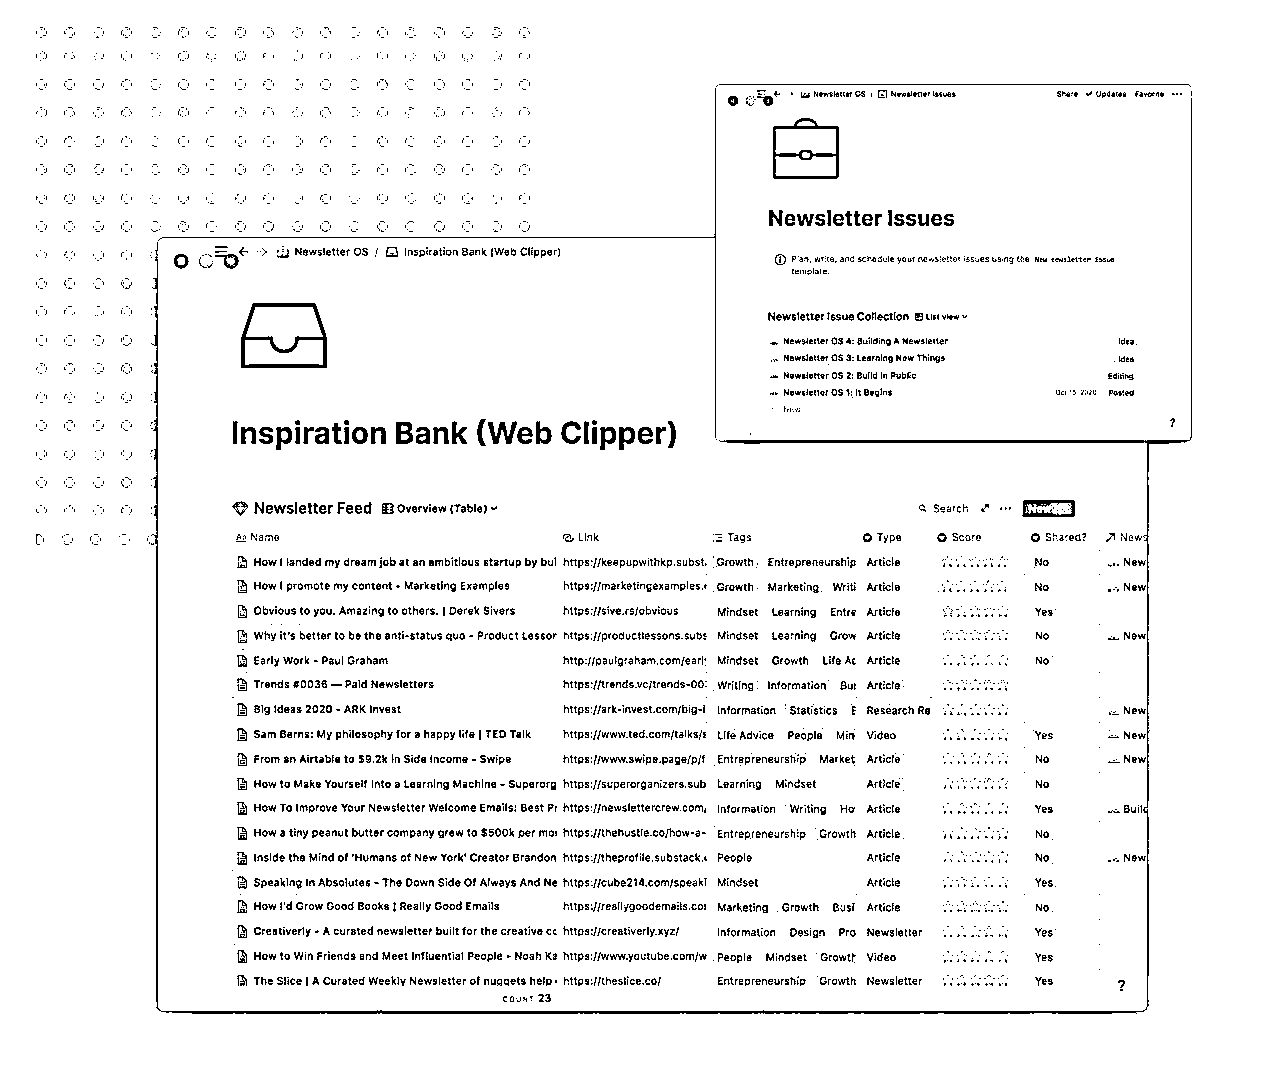 Newsletter OS / Newsletter Issues Share Updates Favorite
Newsletter Issues
Plan, write, and schedule your newsletter issues using the New newsletter issue
template.
Newsletter Issue Collection List view
Newsletter OS 4: Building A Newsletter Idea
Newsletter OS 3: Learning New Things Idea
Newsletter OS 2: Build In Public Editing
Newsletter OS 1: It Begins Oct 15, 2020 Posted
New
?
Newsletter OS / Inspiration Bank (Web Clipper)
Inspiration Bank (Web Clipper)
Newsletter Feed Overview (Table) Search New
Aa Name Link Tags Type Score Shared? News
How I landed my dream job at an ambitious startup by bui https://keepupwithkp.subst. Growth Entrepreneurship Article No New
How I promote my content - Marketing Examples https://marketingexamples. Growth Marketing Writi Article No New
Obvious to you. Amazing to others. | Derek Sivers https://sive.rs/obvious Mindset Learning Entre Article Yes
Why it's better to be the anti-status quo - Product Lesson https://productlessons.subs Mindset Learning Grow Article No New
Early Work - Paul Graham http://paulgraham.com/earl Mindset Growth Life Ac Article No
Trends #0036 — Paid Newsletters https://trends.vc/trends-00 Writing Information Bu Article
Big Ideas 2020 - ARK Invest https://ark-invest.com/big-i Information Statistics E Research Re New
Sam Berns: My philosophy for a happy life | TED Talk https://www.ted.com/talks/s Life Advice People Min Video Yes New
From an Airtable to $9.2k in Side Income - Swipe https://www.swipe.page/p/f Entrepreneurship Market Article No New
How to Make Yourself Into a Learning Machine - Superorg https://superorganizers.sub Learning Mindset Article No
How To Improve Your Newsletter Welcome Emails: Best Pr https://newslettercrew.com/ Information Writing Ho Article Yes Build
How a tiny peanut butter company grew to $500k per mo https://thehustle.co/how-a- Entrepreneurship Growth Article No
Inside the Mind of 'Humans of New York' Creator Brandon https://theprofile.substack. People Article No New
Speaking In Absolutes - The Down Side Of Always And Ne https://cube214.com/speaki Mindset Article Yes
How I'd Grow Good Books | Really Good Emails https://reallygoodemails.co Marketing Growth Busi Article No
Creativerly - A curated newsletter built for the creative cc https://creativerly.xyz/ Information Design Pro Newsletter Yes
How to Win Friends and Meet Influential People - Noah Ka https://www.youtube.com/w People Mindset Growth Video Yes
The Slice | A Curated Weekly Newsletter of nuggets help https://theslice.co/ Entrepreneurship Growth Newsletter Yes
COUNT 23
?